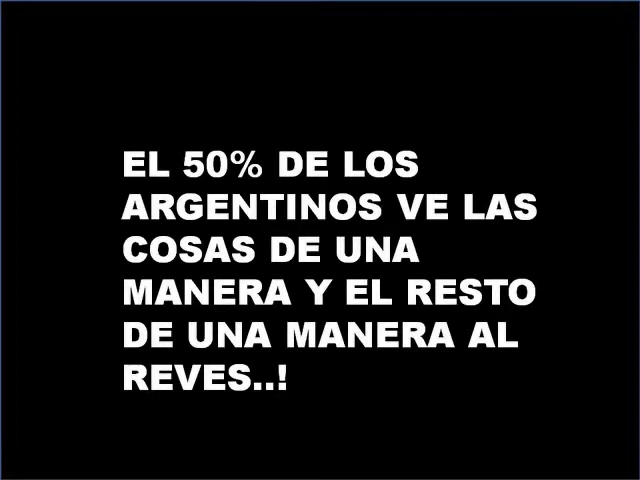 EL 50% DE LOS
ARGENTINOS VE LAS
COSAS DE UNA
MANERA Y EL RESTO
DE UNA MANERA AL
REVES..!